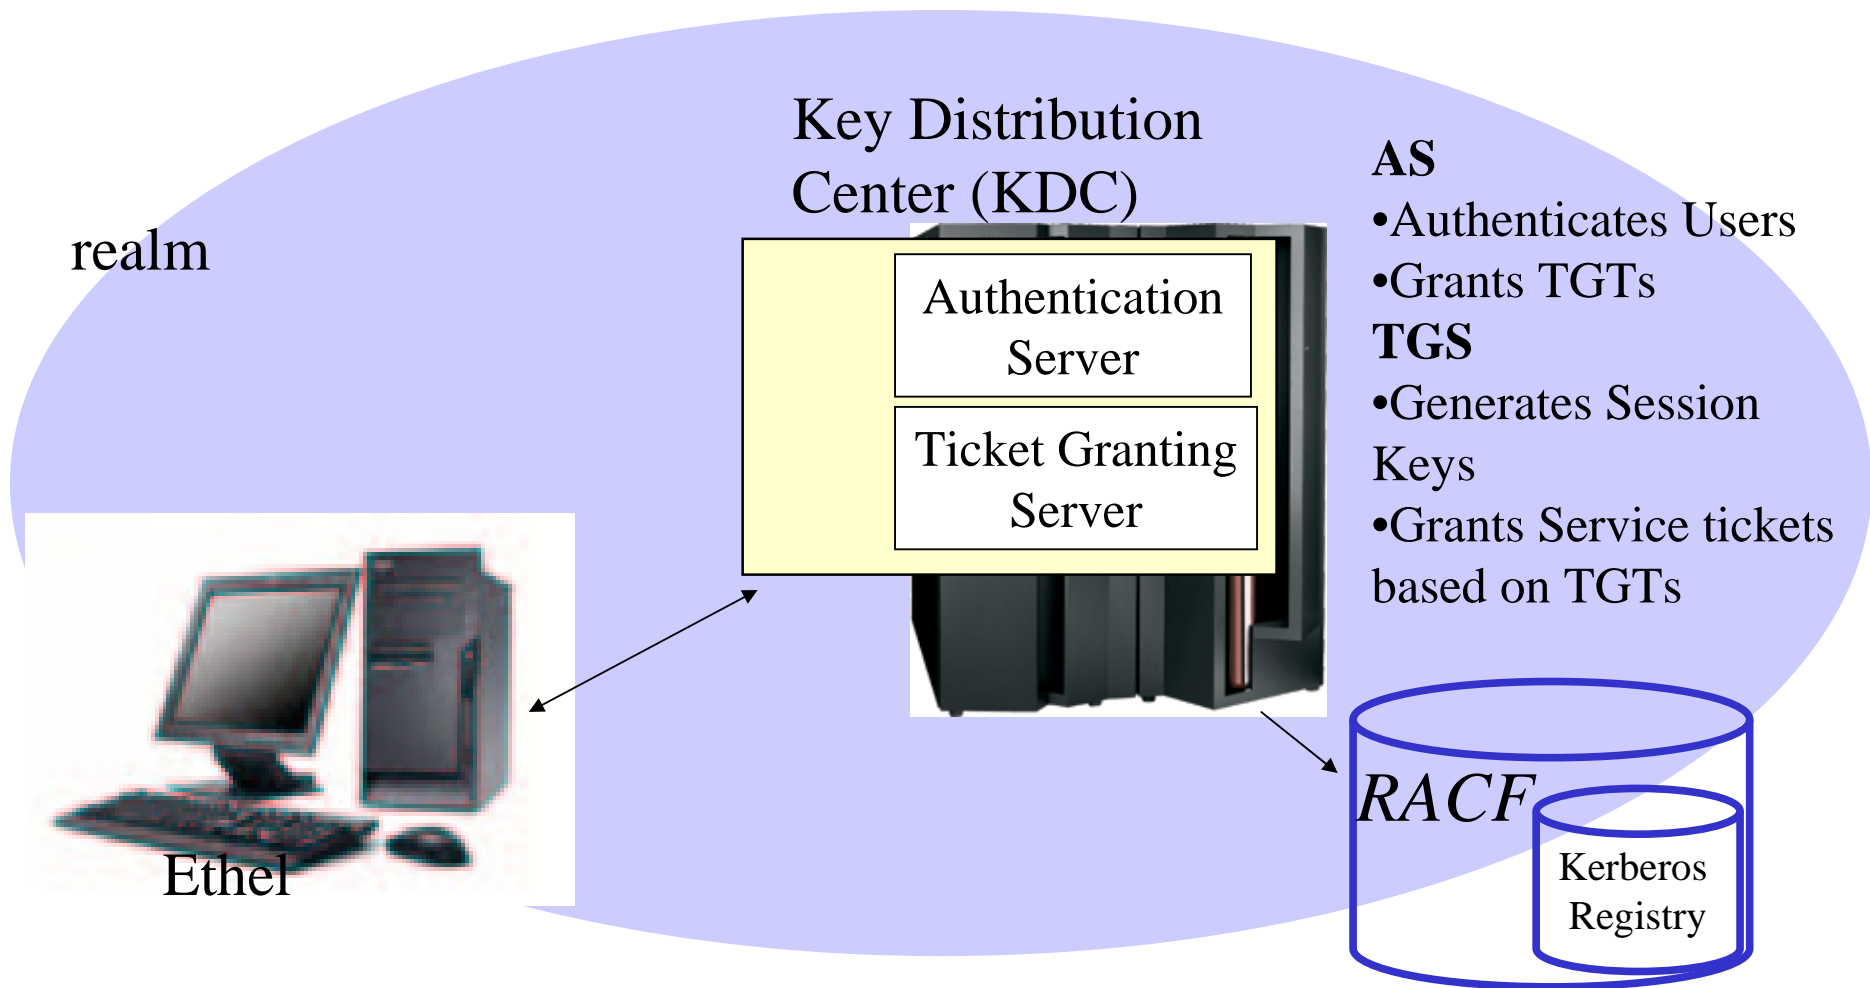 Key Distribution
Center (KDC)
realm
Authentication
Server
Ticket Granting
Server
AS
•Authenticates Users
•Grants TGTs
TGS
•Generates Session
Keys
•Grants Service tickets
based on TGTs
Ethel
RACF
Kerberos
Registry